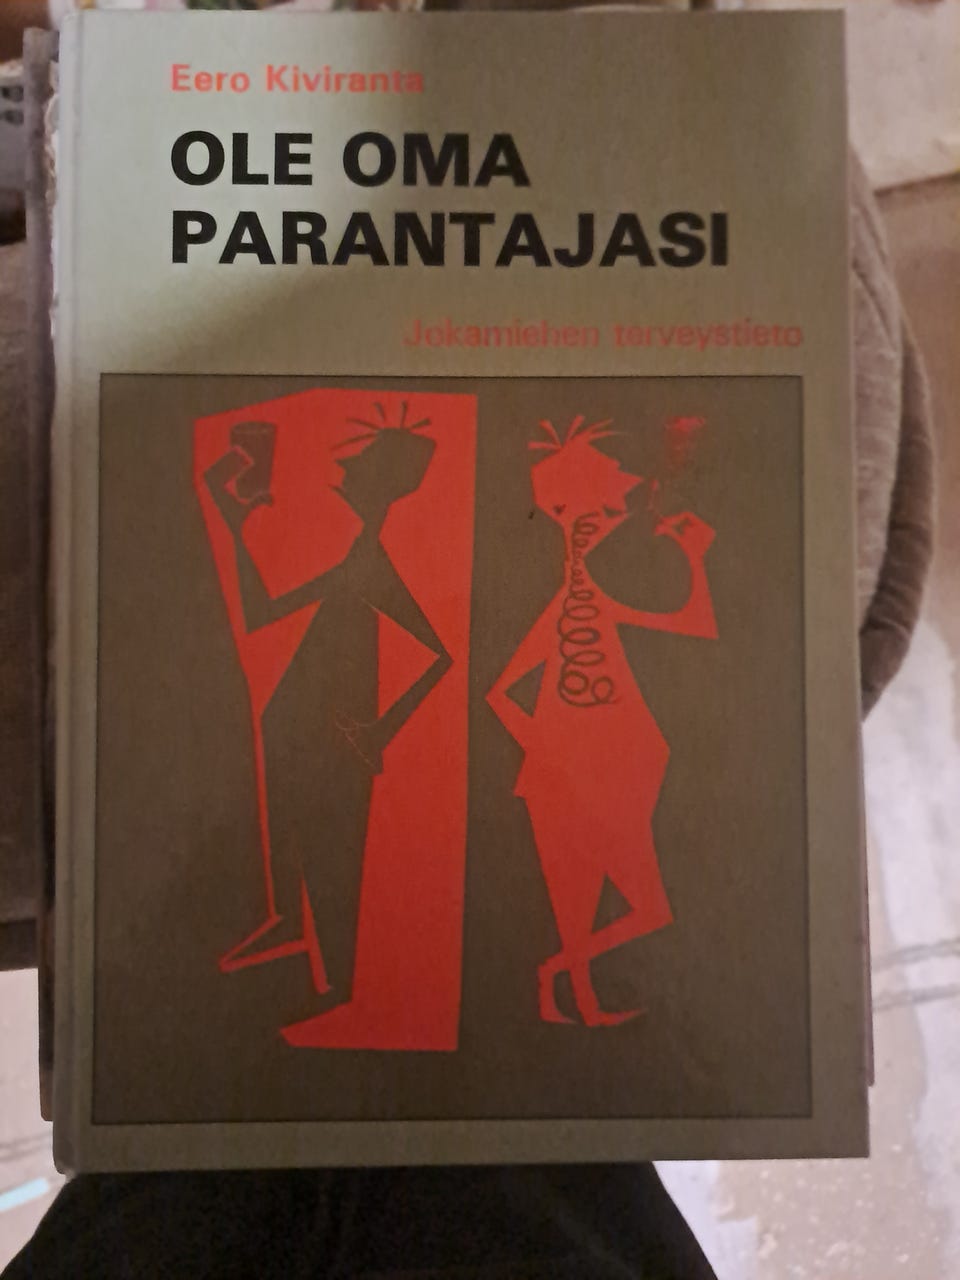 Eero Kiviranta
OLE OMA
PARANTAJASI
Jokamiehen terveystieto